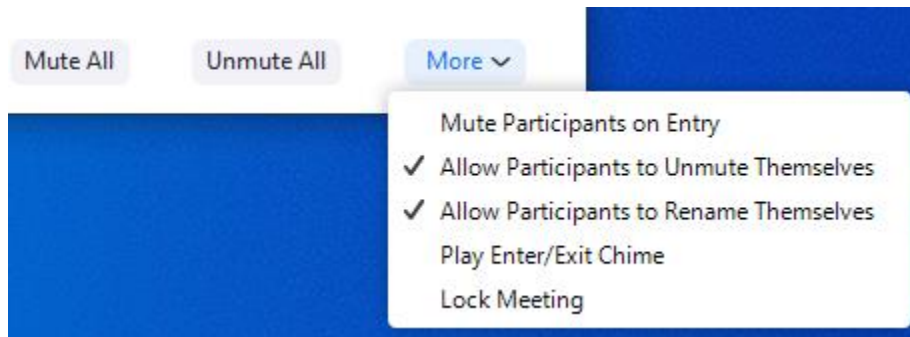 Mute All
Unmute All
More
Mute Participants on Entry
✓ Allow Participants to Unmute Themselves
✓ Allow Participants to Rename Themselves
Play Enter/Exit Chime
Lock Meeting